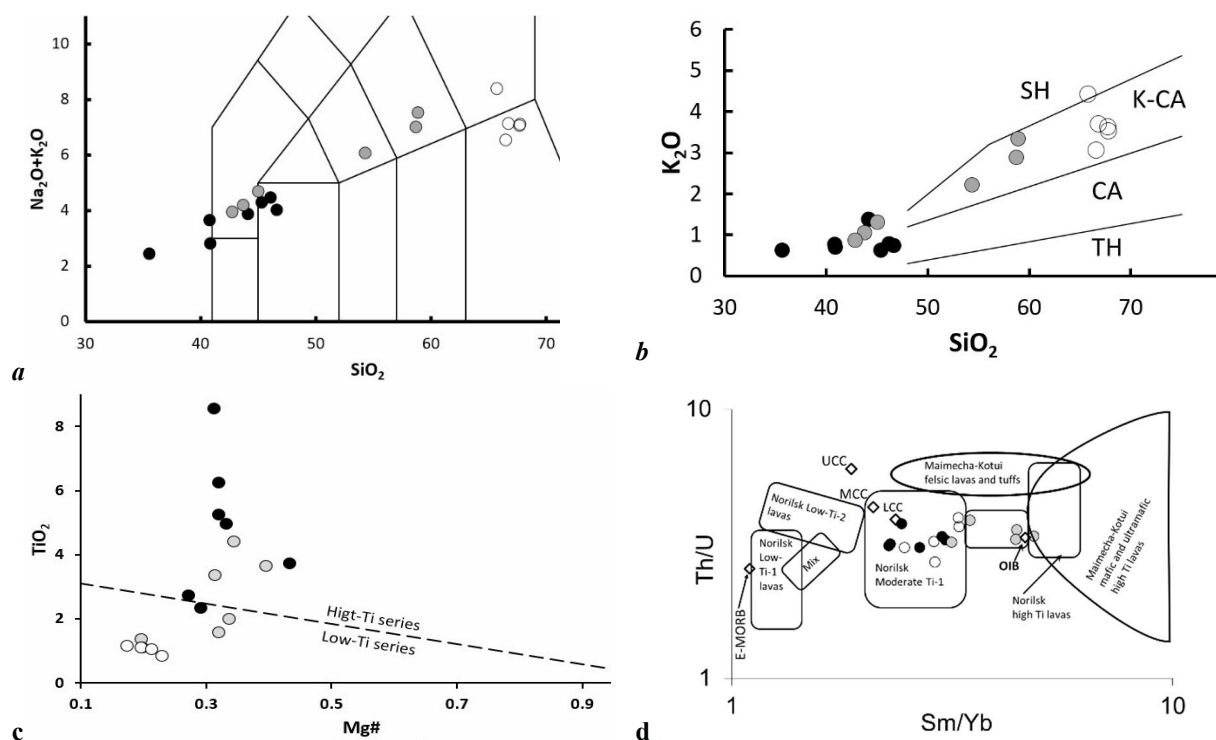 10
8
6
4
2
0
Na₂O+K₂O
30
40
50
60
70
SiO₂
a
6
5
4
3
2
1
0
K₂O
SH
K-CA
CA
TH
30
40
50
60
70
SiO₂
b
8
6
4
2
0
TiO₂
Higt-Ti series
Low-Ti series
0.1
0.3
0.5
0.7
0.9
Mg#
c
10
1
Th/U
UCC
MCC
LCC
Maimecha-Kotui
felsic lavas and tuffs
Norilsk Low-Ti-2
lavas
Norilsk
Low-
Ti-1
lavas
Mix
Norilsk
Moderate Ti-1
OIB
Norilsk
high Ti lavas
Maimecha-Kotui
mafic and ultramafic
high Ti lavas
E-MORB
1
10
Sm/Yb
d